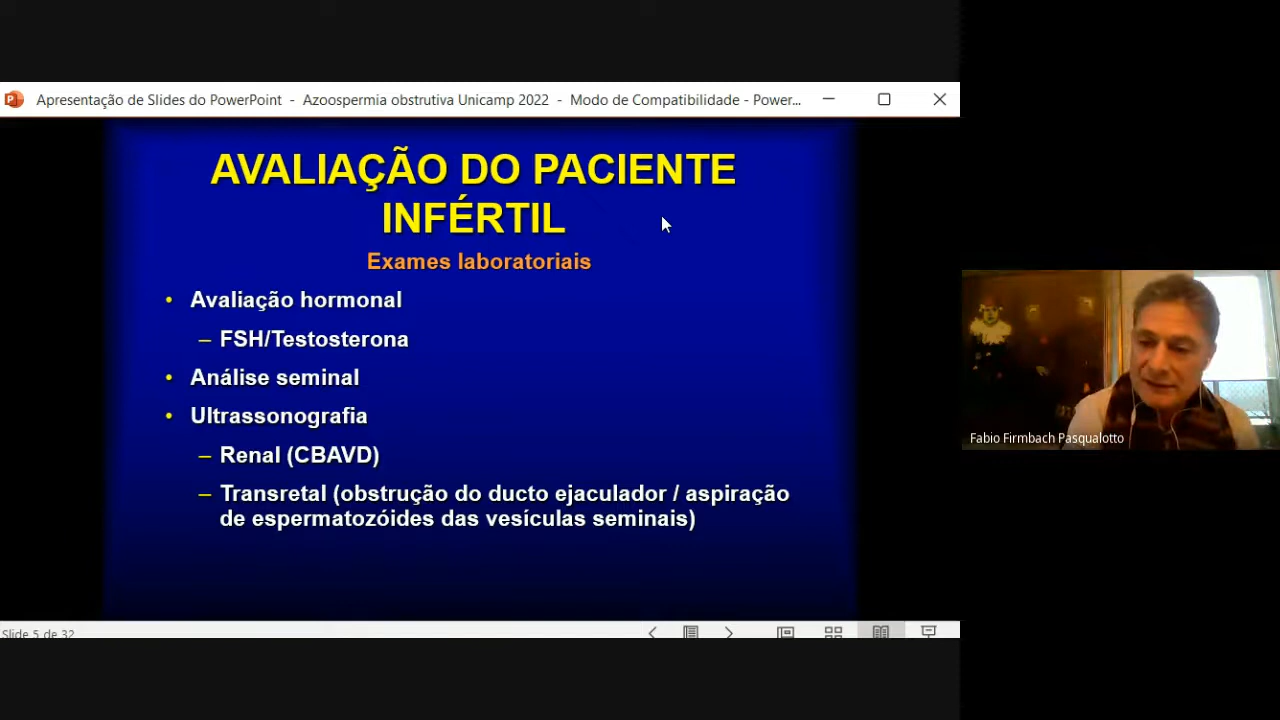 Apresentação de Slides do PowerPoint - Azoospermia obstrutiva Unicamp 2022 - Modo de Compatibilidade - Power...
AVALIAÇÃO DO PACIENTE
INFÉRTIL
Exames laboratoriais
• Avaliação hormonal
– FSH/Testosterona
• Análise seminal
• Ultrassonografia
– Renal (CBAVD)
– Transretal (obstrução do ducto ejaculador / aspiração
de espermatozóides das vesículas seminais)
Fabio Firmbach Pasqualotto
Slide 5 de 32